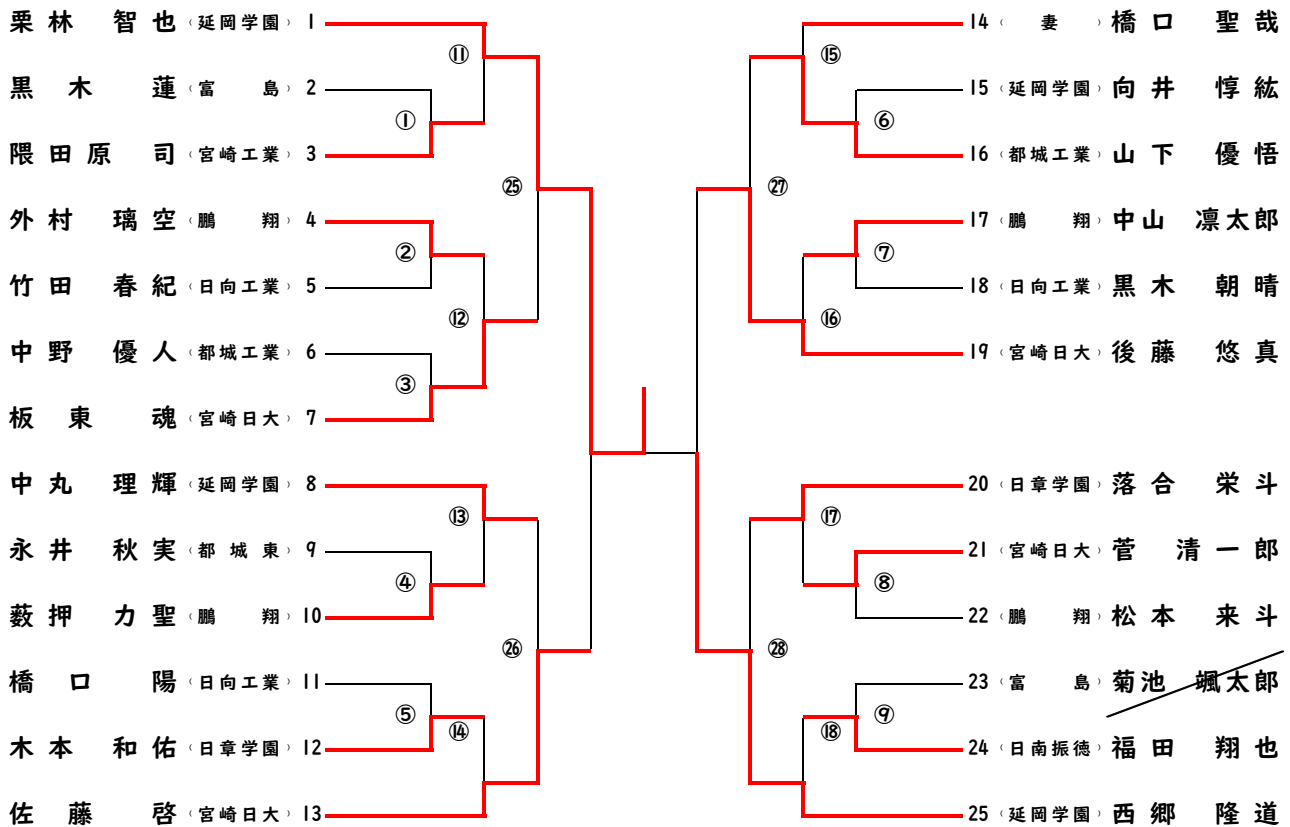 栗林 智也 (延岡学園) 1
⑪
黒木 蓮 (富島) 2
①
隈田原 司 (宮崎工業) 3
㉕
外村 璃空 (鵬翔) 4
②
竹田 春紀 (日向工業) 5
⑫
中野 優人 (都城工業) 6
③
板東 魂 (宮崎日大) 7
中丸 理輝 (延岡学園) 8
⑬
永井 秋実 (都城東) 9
④
薮押 力聖 (鵬翔) 10
㉖
橋口 陽 (日向工業) 11
⑤
⑭
木本 和佑 (日章学園) 12
佐藤 啓 (宮崎日大) 13
14 (妻) 橋口 聖哉
⑮
15 (延岡学園) 向井 惇紘
⑥
16 (都城工業) 山下 優悟
㉗
17 (鵬翔) 中山 凛太郎
⑦
18 (日向工業) 黒木 朝晴
⑯
19 (宮崎日大) 後藤 悠真
20 (日章学園) 落合 栄斗
⑰
21 (宮崎日大) 菅 清一郎
⑧
22 (鵬翔) 松本 来斗
㉘
23 (富島) 菊池 颯太郎
⑨
⑱
24 (日南振徳) 福田 翔也
25 (延岡学園) 西郷 隆道